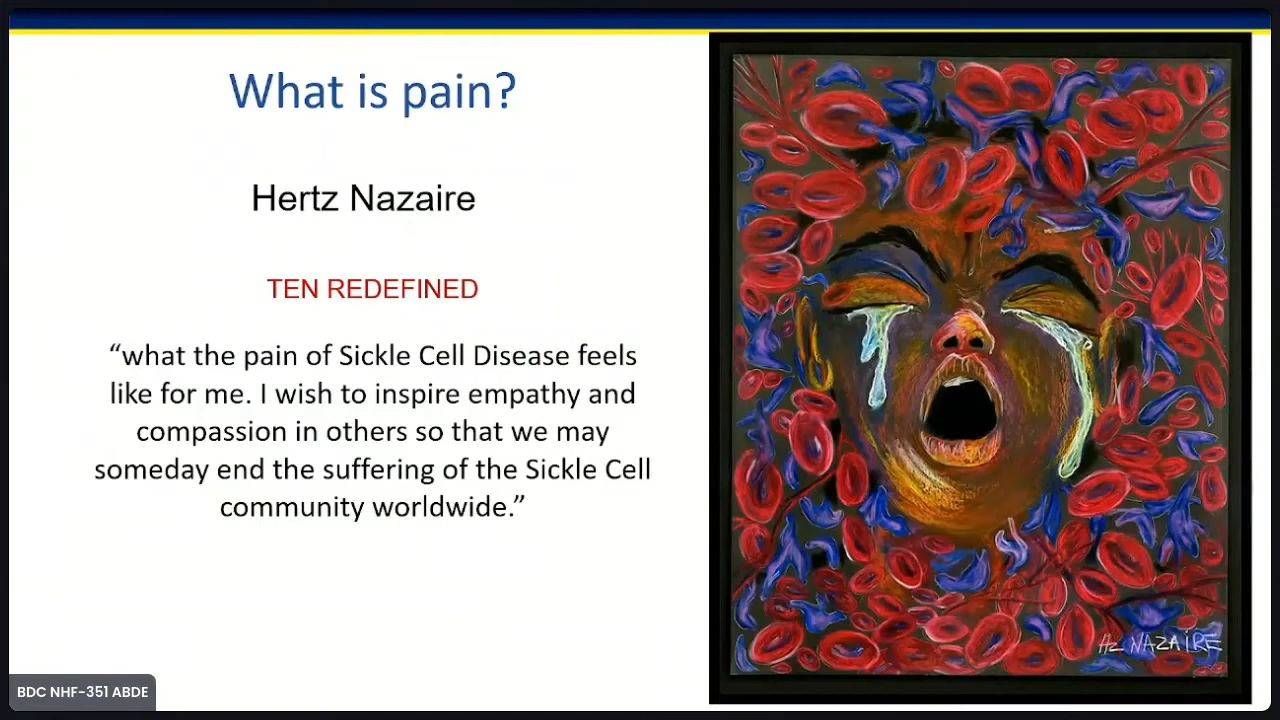 What is pain?
Hertz Nazaire
TEN REDEFINED
“what the pain of Sickle Cell Disease feels
like for me. I wish to inspire empathy and
compassion in others so that we may
someday end the suffering of the Sickle Cell
community worldwide.”
Hz NAZAiRE
BDC NHF-351 ABDE